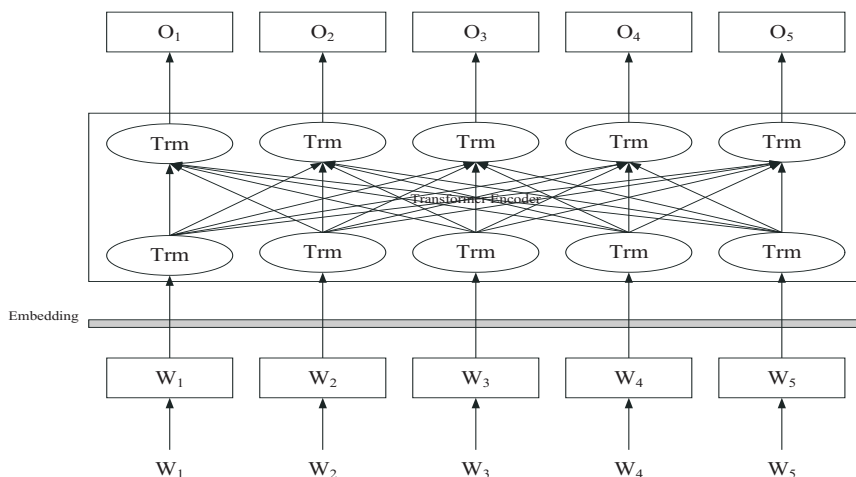 O₁ O₂ O₃ O₄ O₅
Trm Trm Trm Trm Trm
Transformer Encoder
Trm Trm Trm Trm Trm
Embedding
W₁ W₂ W₃ W₄ W₅
W₁ W₂ W₃ W₄ W₅